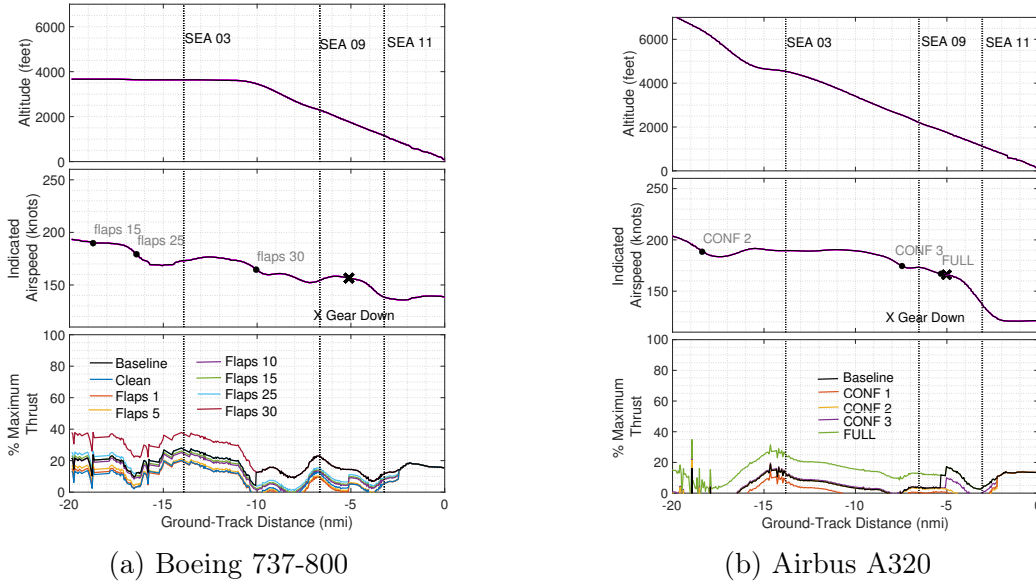 6000
4000
2000
0
Altitude (feet)
SEA 03
SEA 09
SEA 11
250
200
150
100
Indicated
Airspeed (knots)
flaps 15
flaps 25
flaps 30
X Gear Down
100
80
60
40
20
0
% Maximum
Thrust
Baseline
Clean
Flaps 1
Flaps 5
Flaps 10
Flaps 15
Flaps 25
Flaps 30
-20
-15
-10
-5
0
Ground-Track Distance (nmi)
(a) Boeing 737-800
6000
4000
2000
0
Altitude (feet)
SEA 03
SEA 09
SEA 11
250
200
150
100
Indicated
Airspeed (knots)
CONF 2
CONF 3
FULL
X Gear Down
100
80
60
40
20
0
% Maximum
Thrust
Baseline
CONF 1
CONF 2
CONF 3
FULL
-20
-15
-10
-5
0
Ground-Track Distance (nmi)
(b) Airbus A320